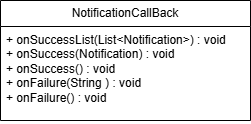 NotificationCallBack
+ onSuccessList(List<Notification>) : void
+ onSuccess(Notification) : void
+ onSuccess() : void
+ onFailure(String ) : void
+ onFailure() : void